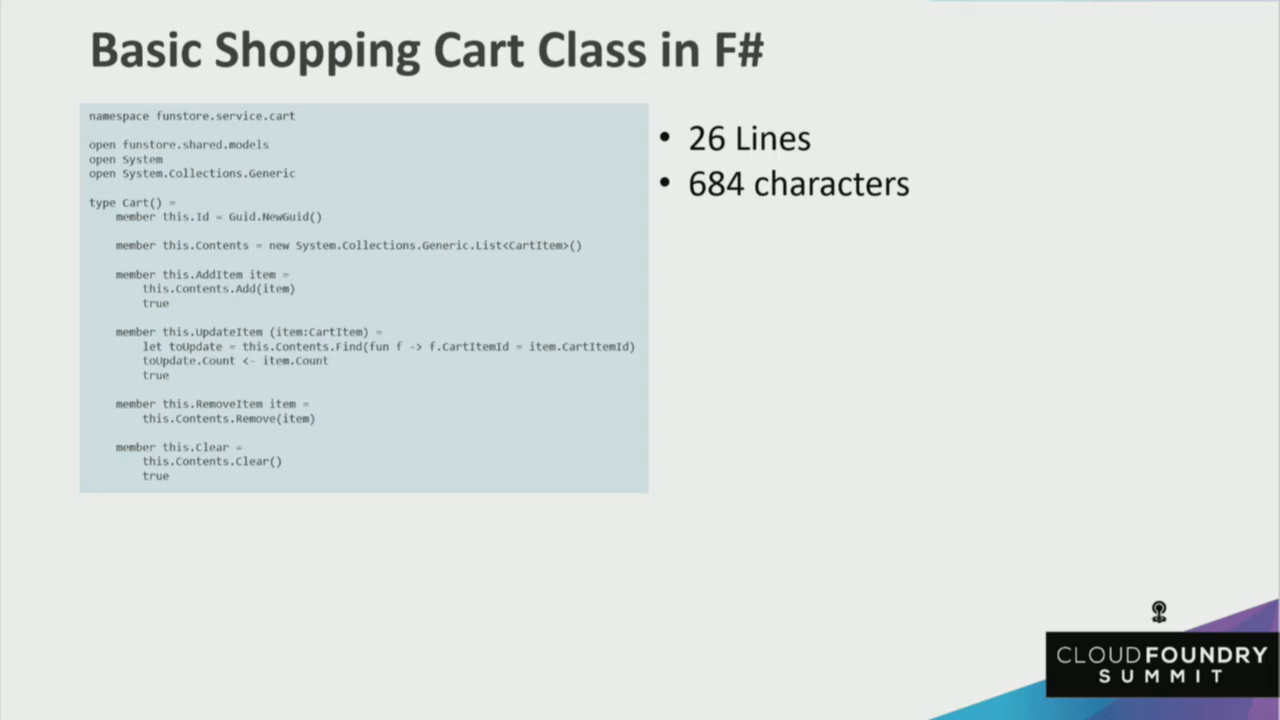 Basic Shopping Cart Class in F#
namespace funstore.service.cart
open funstore.shared.models
open System
open System.Collections.Generic
type Cart() =
member this.Id = Guid.NewGuid()
member this.Contents = new System.Collections.Generic.List<CartItem>()
member this.AddItem item =
this.Contents.Add(item)
true
member this.UpdateItem (item:CartItem) =
let toUpdate = this.Contents.Find(fun f -> f.CartItemId = item.CartItemId)
toUpdate.Count <- item.Count
true
member this.RemoveItem item =
this.Contents.Remove(item)
member this.Clear =
this.Contents.Clear()
true
• 26 Lines
• 684 characters
CLOUDFOUNDRY
SUMMIT